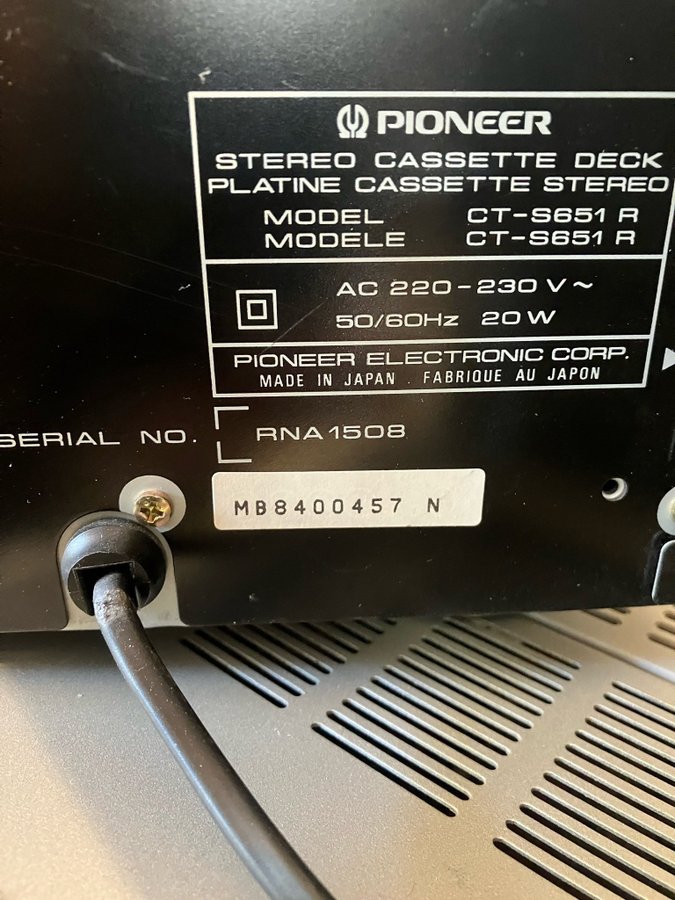 PIONEER
STEREO CASSETTE DECK
PLATINE CASSETTE STEREO
MODEL CT-S651 R
MODELE CT-S651 R
AC 220-230 V~
50/60Hz 20 W
PIONEER ELECTRONIC CORP.
MADE IN JAPAN . FABRIQUE AU JAPON
SERIAL NO. RNA1508
MB8400457 N